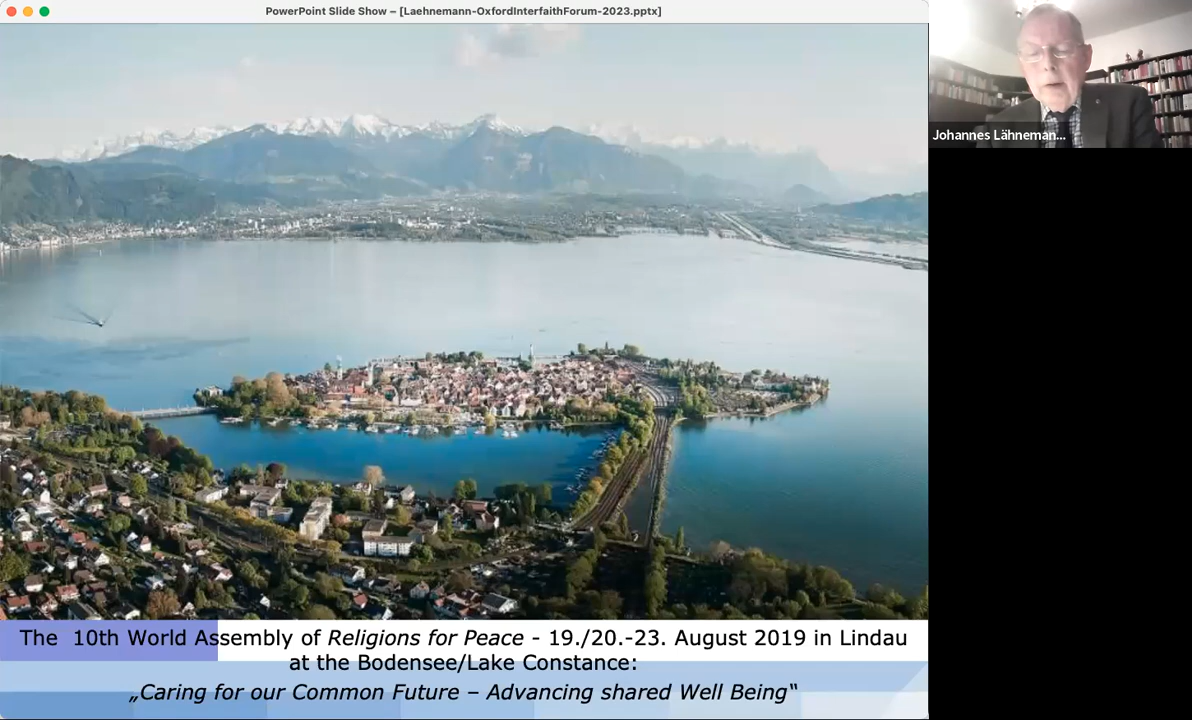 PowerPoint Slide Show – [Laehnemann-OxfordInterfaithForum-2023.pptx]
Johannes Lähneman...
The 10th World Assembly of Religions for Peace - 19./20.-23. August 2019 in Lindau
at the Bodensee/Lake Constance:
„Caring for our Common Future – Advancing shared Well Being“